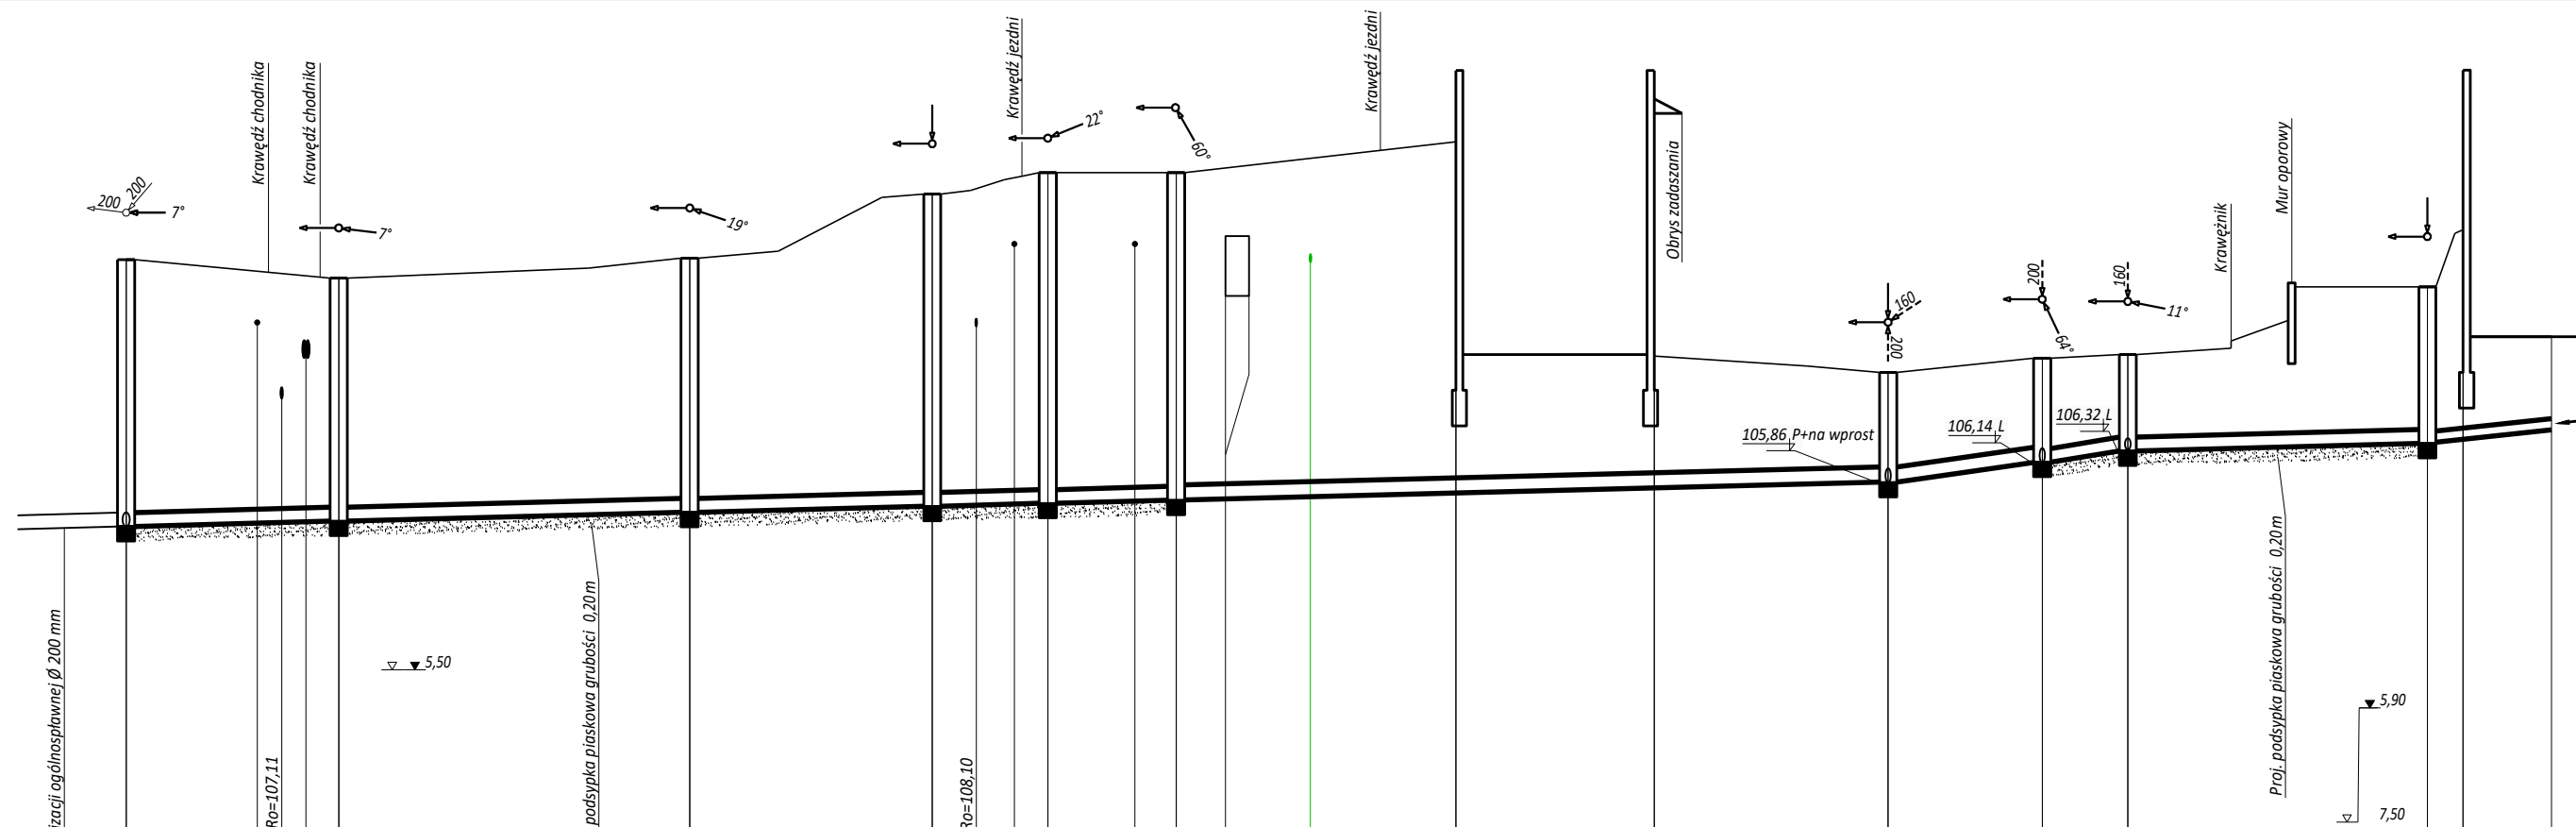 Krawędź chodnika
Krawędź chodnika
Krawędź jezdni
Krawędź jezdni
200
200
7°
7°
19°
22°
60°
Obrys zadaszania
160
200
200
64°
160
11°
Krawężnik
Mur oporowy
105,86 P+na wprost
106,14 L
106,32 L
izacji ogólnospławnej Ø 200 mm
Ro=107,11
5,50
podsypka piaskowa grubości 0,20m
Ro=108,10
Proj. podsypka piaskowa grubości 0,20m
5,90
7,50